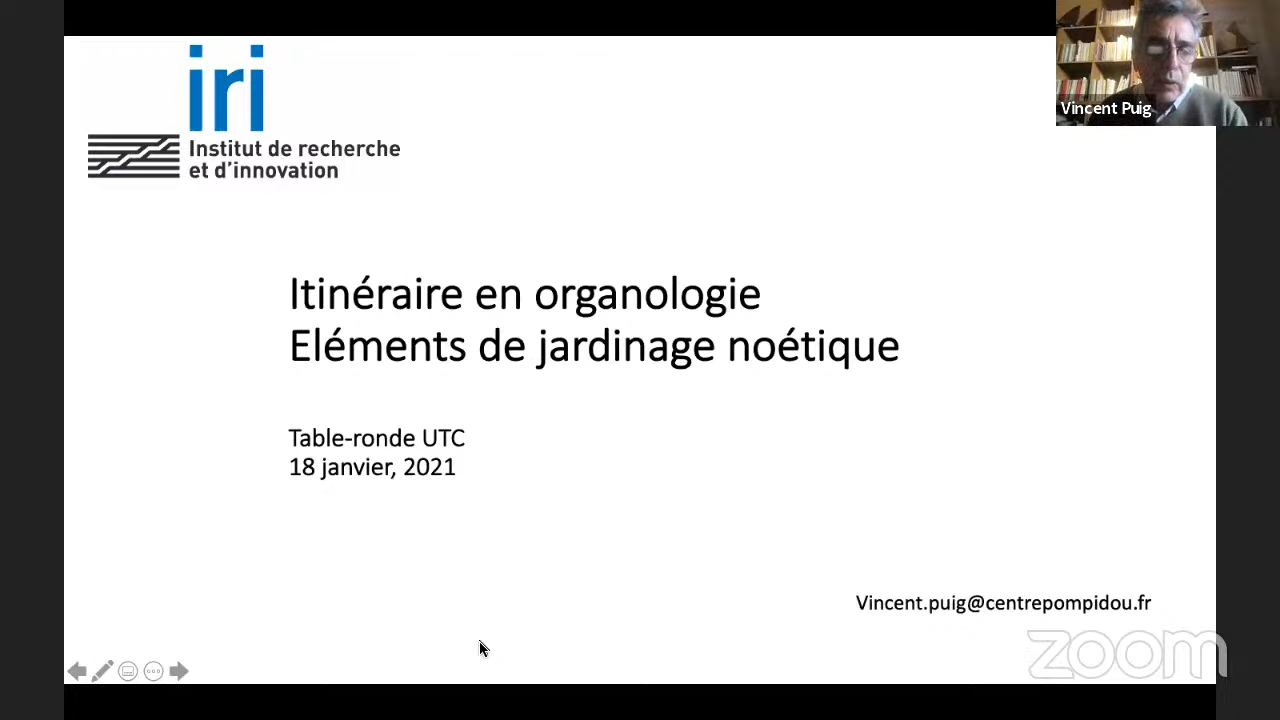 Vincent Puig
iri
Institut de recherche
et d'innovation
Itinéraire en organologie
Eléments de jardinage noétique
Table-ronde UTC
18 janvier, 2021
Vincent.puig@centrepompidou.fr
zoom